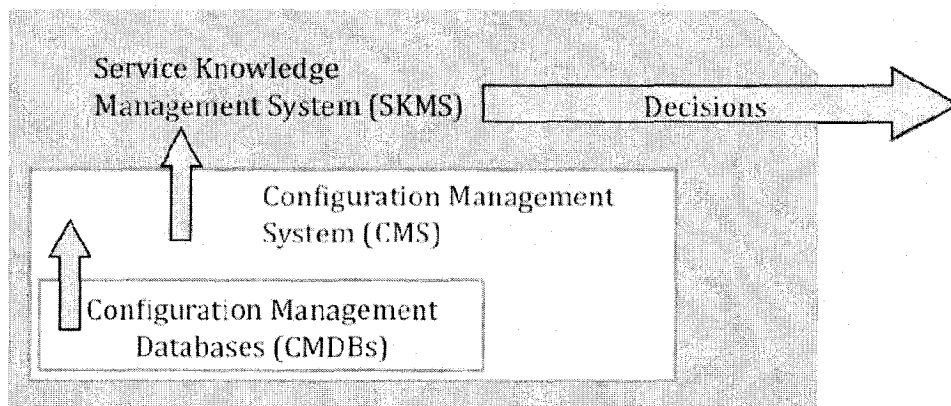 Service Knowledge
Management System (SKMS)
Decisions
Configuration Management
System (CMS)
Configuration Management
Databases (CMDBs)